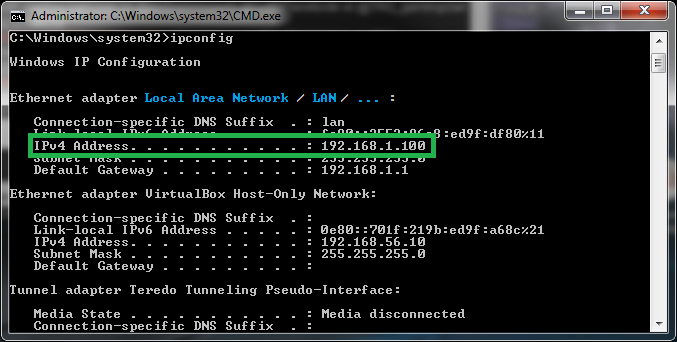 Administrator: C:\Windows\system32\CMD.exe
C:\Windows\system32>ipconfig
Windows IP Configuration
Ethernet adapter Local Area Network / LAN / ... :
Connection-specific DNS Suffix . : lan
Link-local IPv6 Address . . . . . : fe80::2552:86e8:ed9f:df80%11
IPv4 Address. . . . . . . . . . . : 192.168.1.100
Subnet Mask . . . . . . . . . . . : 255.255.255.0
Default Gateway . . . . . . . . . : 192.168.1.1
Ethernet adapter VirtualBox Host-Only Network:
Connection-specific DNS Suffix . :
Link-local IPv6 Address . . . . . : 0e80::701f:219b:ed9f:a68c%21
IPv4 Address. . . . . . . . . . . : 192.168.56.10
Subnet Mask . . . . . . . . . . . : 255.255.255.0
Default Gateway . . . . . . . . . :
Tunnel adapter Teredo Tunneling Pseudo-Interface:
Media State . . . . . . . . . . . : Media disconnected
Connection-specific DNS Suffix . :